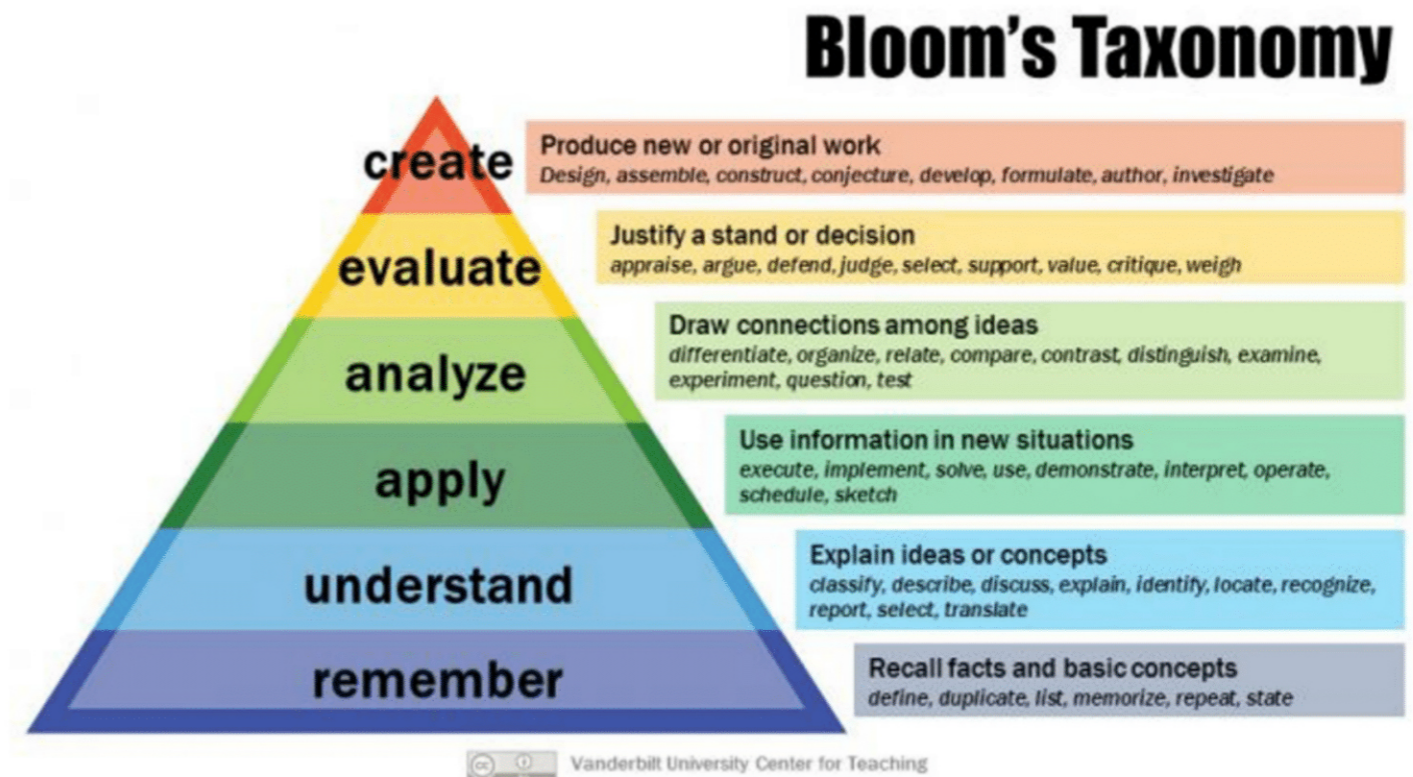 Bloom's Taxonomy
create
Produce new or original work
Design, assemble, construct, conjecture, develop, formulate, author, investigate
evaluate
Justify a stand or decision
appraise, argue, defend, judge, select, support, value, critique, weigh
analyze
Draw connections among ideas
differentiate, organize, relate, compare, contrast, distinguish, examine,
experiment, question, test
apply
Use information in new situations
execute, implement, solve, use, demonstrate, interpret, operate,
schedule, sketch
understand
Explain ideas or concepts
classify, describe, discuss, explain, identify, locate, recognize,
report, select, translate
remember
Recall facts and basic concepts
define, duplicate, list, memorize, repeat, state
cc Vanderbilt University Center for Teaching